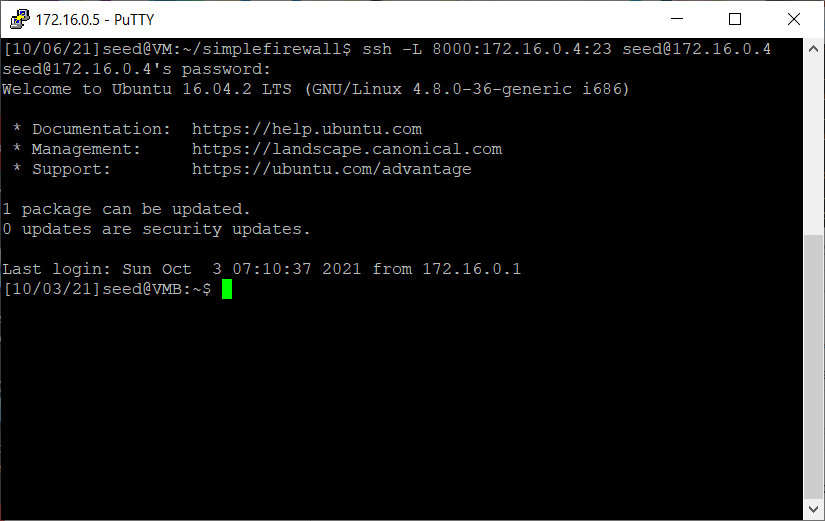 172.16.0.5 - PuTTY
[10/06/21]seed@VM:~/simplefirewall$ ssh -L 8000:172.16.0.4:23 seed@172.16.0.4
seed@172.16.0.4's password:
Welcome to Ubuntu 16.04.2 LTS (GNU/Linux 4.8.0-36-generic i686)

 * Documentation:  https://help.ubuntu.com
 * Management:     https://landscape.canonical.com
 * Support:        https://ubuntu.com/advantage

1 package can be updated.
0 updates are security updates.

Last login: Sun Oct  3 07:10:37 2021 from 172.16.0.1
[10/03/21]seed@VMB:~$